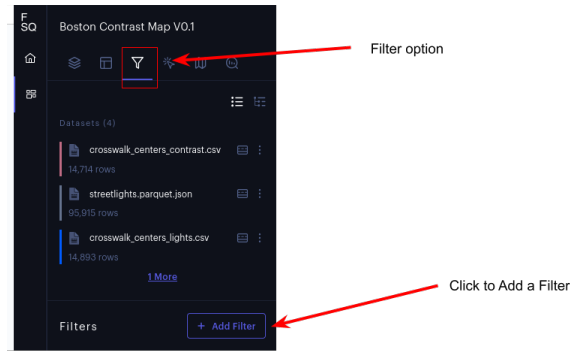 F
SQ
Boston Contrast Map V0.1
Filter option
Datasets (4)
crosswalk_centers_contrast.csv
14,714 rows
streetlights.parquet.json
95,915 rows
crosswalk_centers_lights.csv
14,893 rows
1 More
Click to Add a Filter
Filters
+ Add Filter